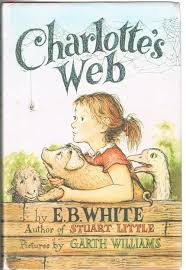 Charlotte's
Web
by E.B.WHITE
Author of STUART LITTLE
Pictures by GARTH WILLIAMS